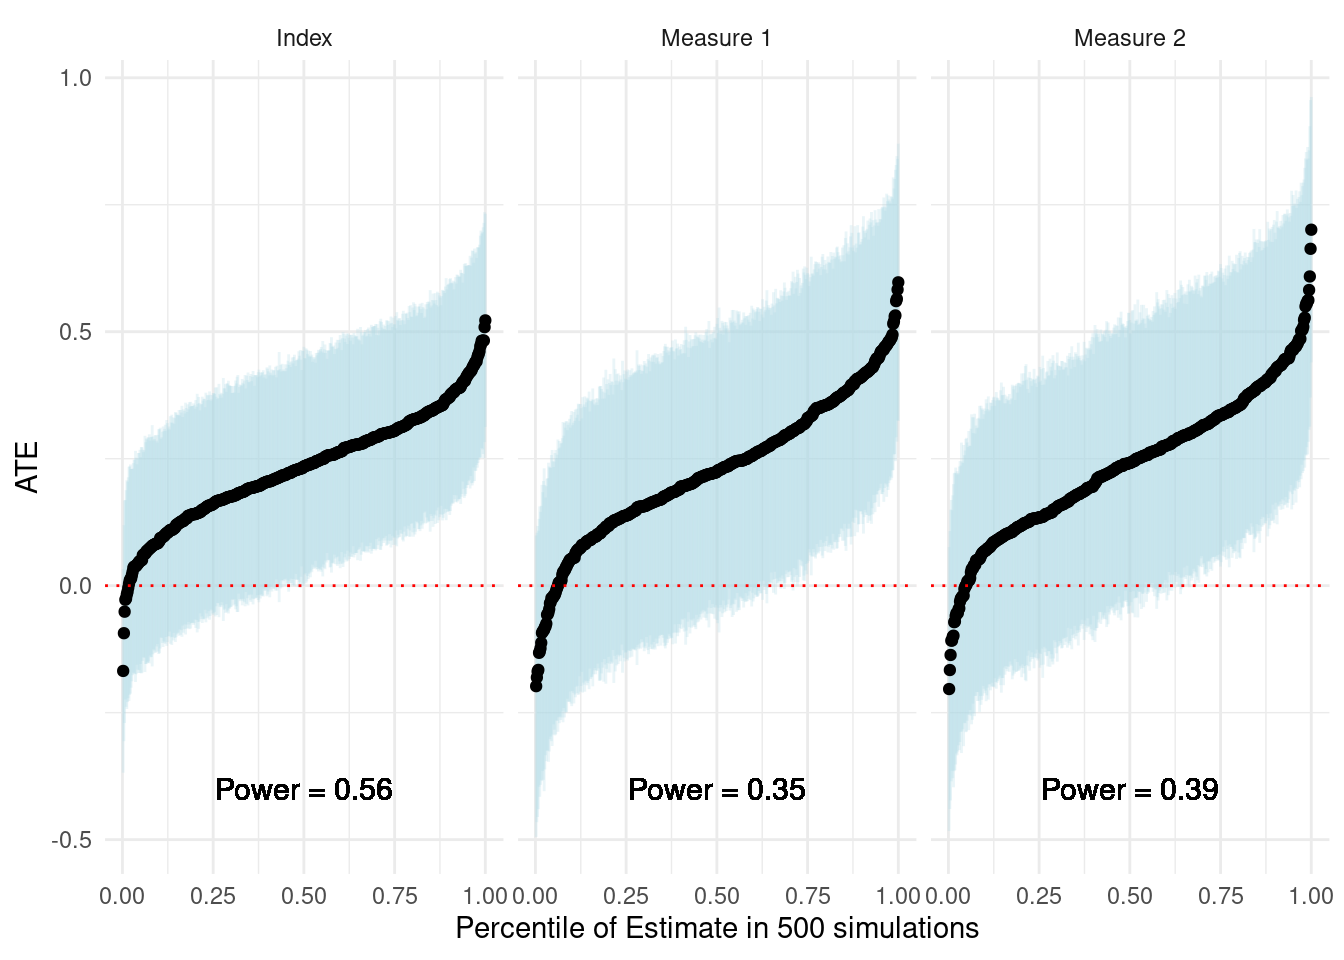 Index Measure 1 Measure 2
1.0
0.5
0.0
-0.5
ATE
Power = 0.56 Power = 0.35 Power = 0.39
0.00 0.25 0.50 0.75 1.00 0.00 0.25 0.50 0.75 1.00 0.00 0.25 0.50 0.75 1.00
Percentile of Estimate in 500 simulations